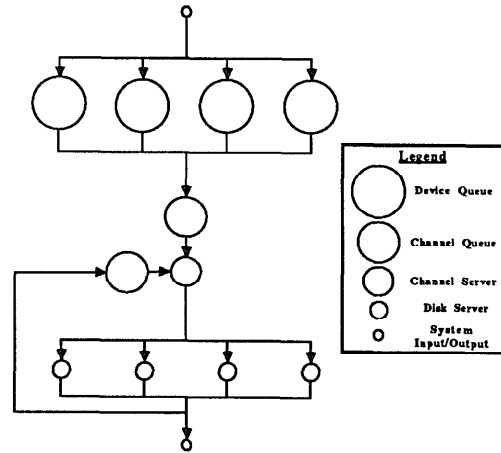 Legend
Device Queue
Channel Queue
Channel Server
Disk Server
System
Input/Output